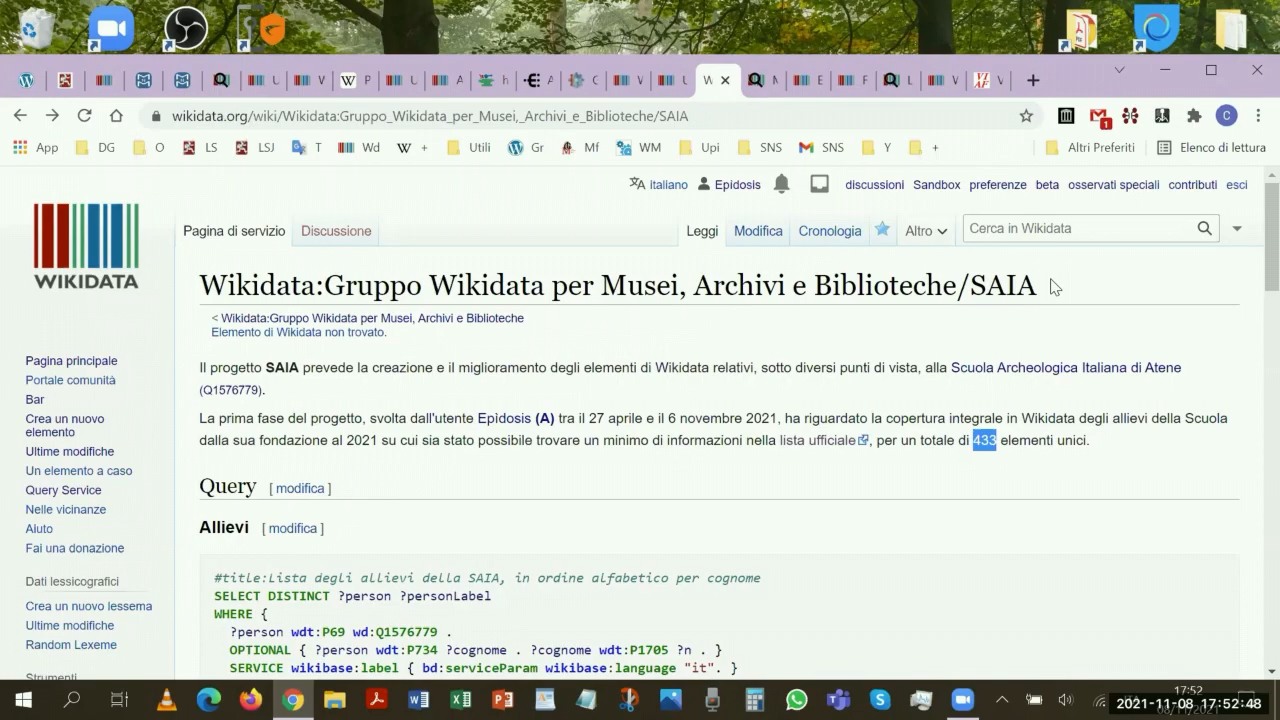 wikidata.org/wiki/Wikidata:Gruppo_Wikidata_per_Musei,_Archivi_e_Biblioteche/SAIA
App DG O LS LSJ T Wd + Utili Gr Mf WM Upi SNS SNS Y + Altri Preferiti Elenco di lettura
italiano Epìdosis discussioni Sandbox preferenze beta osservati speciali contributi esci
Pagina di servizio Discussione Leggi Modifica Cronologia Altro Cerca in Wikidata
WIKIDATA
Wikidata:Gruppo Wikidata per Musei, Archivi e Biblioteche/SAIA
< Wikidata:Gruppo Wikidata per Musei, Archivi e Biblioteche
Elemento di Wikidata non trovato.
Il progetto SAIA prevede la creazione e il miglioramento degli elementi di Wikidata relativi, sotto diversi punti di vista, alla Scuola Archeologica Italiana di Atene
(Q1576779).
La prima fase del progetto, svolta dall'utente Epìdosis (A) tra il 27 aprile e il 6 novembre 2021, ha riguardato la copertura integrale in Wikidata degli allievi della Scuola
dalla sua fondazione al 2021 su cui sia stato possibile trovare un minimo di informazioni nella lista ufficiale, per un totale di 433 elementi unici.
Query [ modifica ]
Allievi [ modifica ]
#title:Lista degli allievi della SAIA, in ordine alfabetico per cognome
SELECT DISTINCT ?person ?personLabel
WHERE {
?person wdt:P69 wd:Q1576779 .
OPTIONAL { ?person wdt:P734 ?cognome . ?cognome wdt:P1705 ?n . }
SERVICE wikibase:label { bd:serviceParam wikibase:language "it". }
Pagina principale
Portale comunità
Bar
Crea un nuovo
elemento
Ultime modifiche
Un elemento a caso
Query Service
Nelle vicinanze
Aiuto
Fai una donazione
Dati lessicografici
Crea un nuovo lessema
Ultime modifiche
Random Lexeme
Strumenti
17:52
2021-11-08 17:52:48